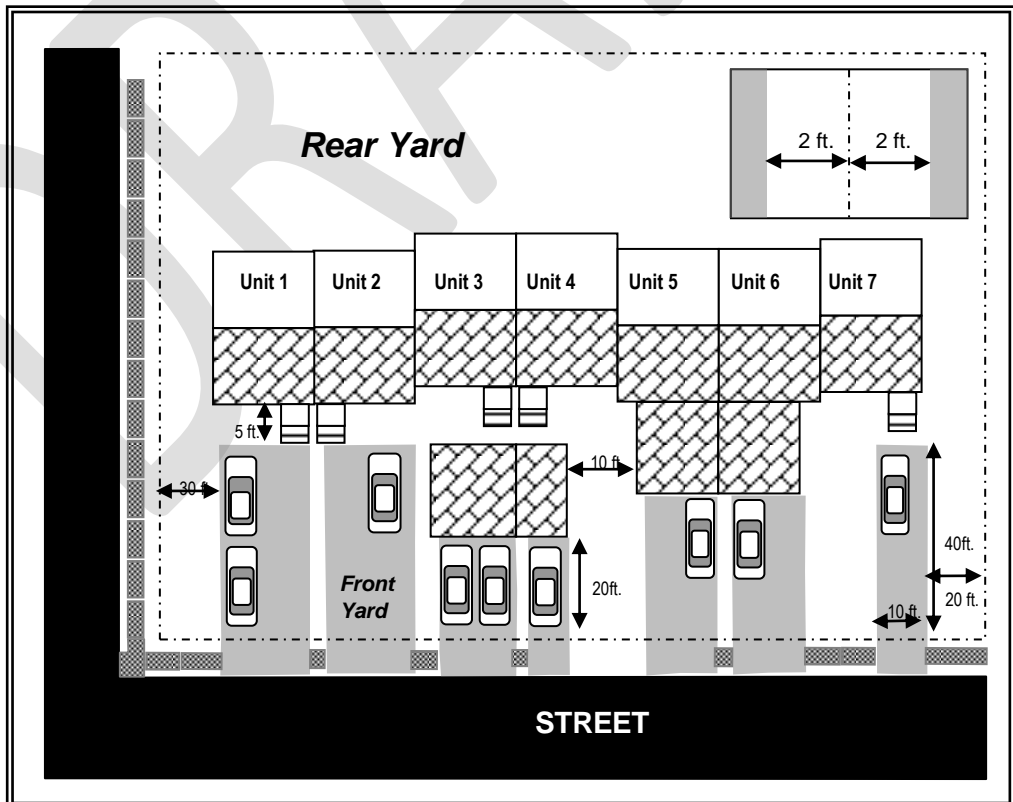 DRA
Rear Yard
2 ft. 2 ft.
Unit 1 Unit 2 Unit 3 Unit 4 Unit 5 Unit 6 Unit 7
5 ft.
10 ft
30 ft
40ft.
Front
Yard
20ft.
20 ft.
10 ft.
STREET